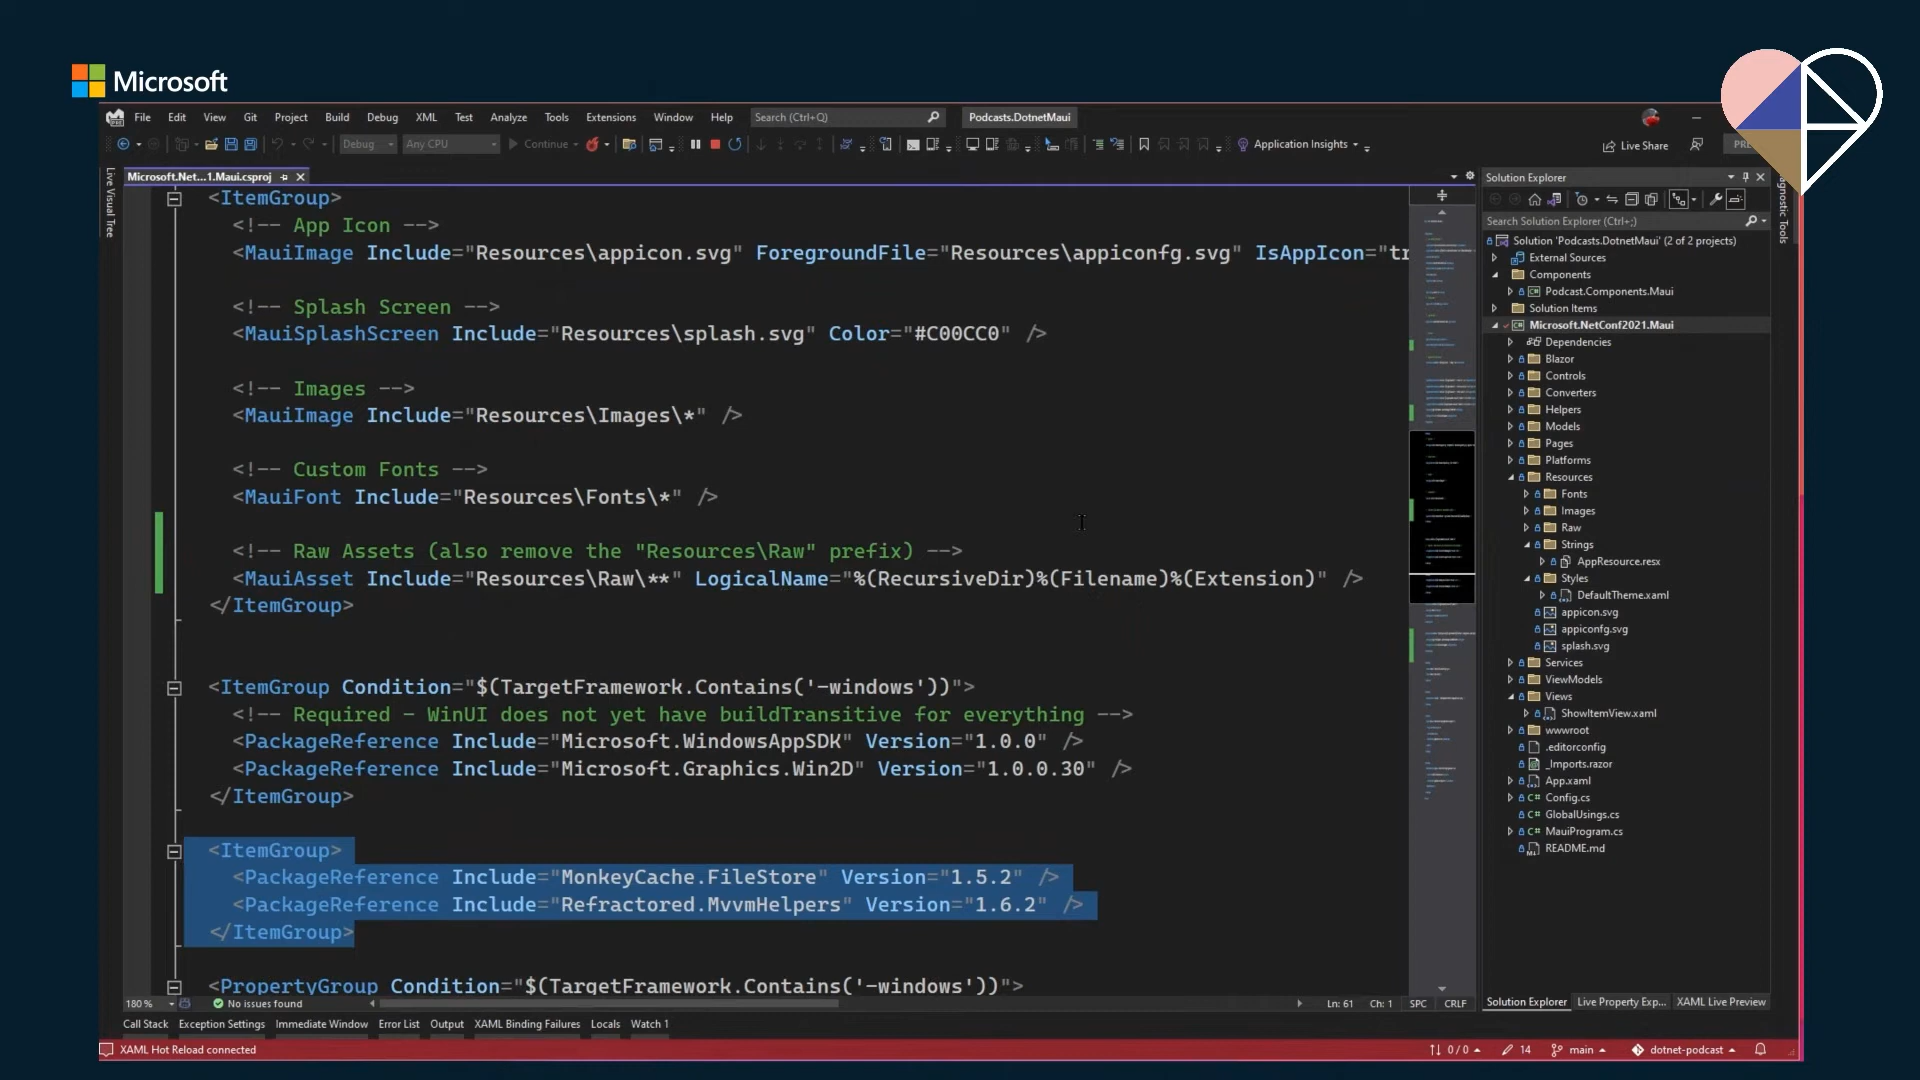 Microsoft
File Edit View Git Project Build Debug XML Test Analyze Tools Extensions Window Help Search (Ctrl+Q) Podcasts.DotnetMaui
Debug Any CPU Continue Application Insights Live Share
Live Visual Tree
Microsoft.Net...1.Maui.csproj
<ItemGroup>
<!-- App Icon -->
<MauiImage Include="Resources\appicon.svg" ForegroundFile="Resources\appiconfg.svg" IsAppIcon="tr
<!-- Splash Screen -->
<MauiSplashScreen Include="Resources\splash.svg" Color="#C00CC0" />
<!-- Images -->
<MauiImage Include="Resources\Images\*" />
<!-- Custom Fonts -->
<MauiFont Include="Resources\Fonts\*" />
<!-- Raw Assets (also remove the "Resources\Raw" prefix) -->
<MauiAsset Include="Resources\Raw\**" LogicalName="%(RecursiveDir)%(Filename)%(Extension)" />
</ItemGroup>
<ItemGroup Condition="$(TargetFramework.Contains('-windows'))">
<!-- Required - WinUI does not yet have buildTransitive for everything -->
<PackageReference Include="Microsoft.WindowsAppSDK" Version="1.0.0" />
<PackageReference Include="Microsoft.Graphics.Win2D" Version="1.0.0.30" />
</ItemGroup>
<ItemGroup>
<PackageReference Include="MonkeyCache.FileStore" Version="1.5.2" />
<PackageReference Include="Refractored.MvvmHelpers" Version="1.6.2" />
</ItemGroup>
<PropertyGroup Condition="$(TargetFramework.Contains('-windows'))">
180 % No issues found Ln: 61 Ch: 1 SPC CRLF
Solution Explorer
Search Solution Explorer (Ctrl+;)
Solution 'Podcasts.DotnetMaui' (2 of 2 projects)
External Sources
Components
Podcast.Components.Maui
Solution Items
Microsoft.NetConf2021.Maui
Dependencies
Blazor
Controls
Converters
Helpers
Models
Pages
Platforms
Resources
Fonts
Images
Raw
Strings
AppResource.resx
Styles
DefaultTheme.xaml
appicon.svg
appiconfg.svg
splash.svg
Services
ViewModels
Views
ShowItemView.xaml
wwwroot
.editorconfig
_Imports.razor
App.xaml
C# Config.cs
C# GlobalUsings.cs
C# MauiProgram.cs
README.md
Solution Explorer Live Property Exp... XAML Live Preview
Call Stack Exception Settings Immediate Window Error List Output XAML Binding Failures Locals Watch 1
XAML Hot Reload connected 0 / 0 14 main dotnet-podcast